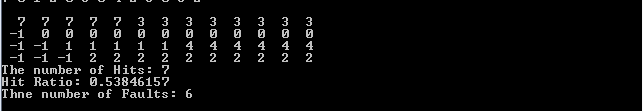 7 7 7 7 7 3 3 3 3 3 3 3 3
-1 0 0 0 0 0 0 0 0 0 0 0 0
-1 -1 1 1 1 1 1 4 4 4 4 4 4
-1 -1 -1 2 2 2 2 2 2 2 2 2 2
The number of Hits: 7
Hit Ratio: 0.53846157
Thne number of Faults: 6